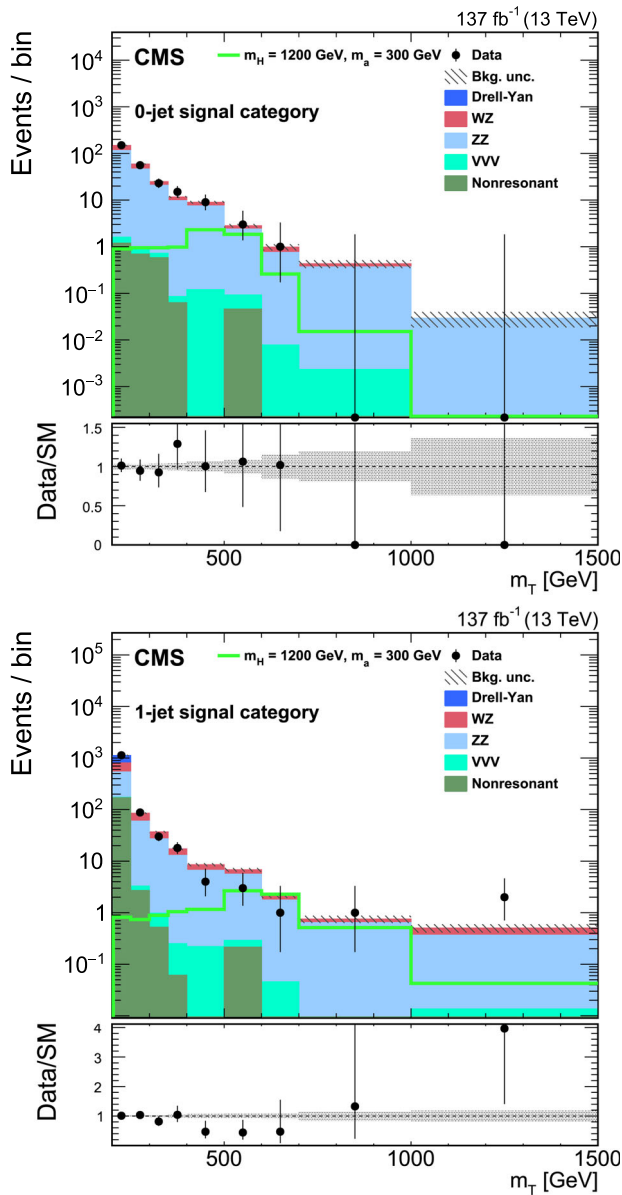 137 fb⁻¹ (13 TeV)
CMS
m_H = 1200 GeV, m_a = 300 GeV
Data
Bkg. unc.
0-jet signal category
Drell-Yan
WZ
ZZ
VVV
Nonresonant
Events / bin
10⁴
10³
10²
10
1
10⁻¹
10⁻²
10⁻³
Data/SM
1.5
1
0.5
0
500
1000
1500
m_T [GeV]
137 fb⁻¹ (13 TeV)
CMS
m_H = 1200 GeV, m_a = 300 GeV
Data
Bkg. unc.
1-jet signal category
Drell-Yan
WZ
ZZ
VVV
Nonresonant
Events / bin
10⁵
10⁴
10³
10²
10
1
10⁻¹
Data/SM
4
3
2
1
500
1000
1500
m_T [GeV]